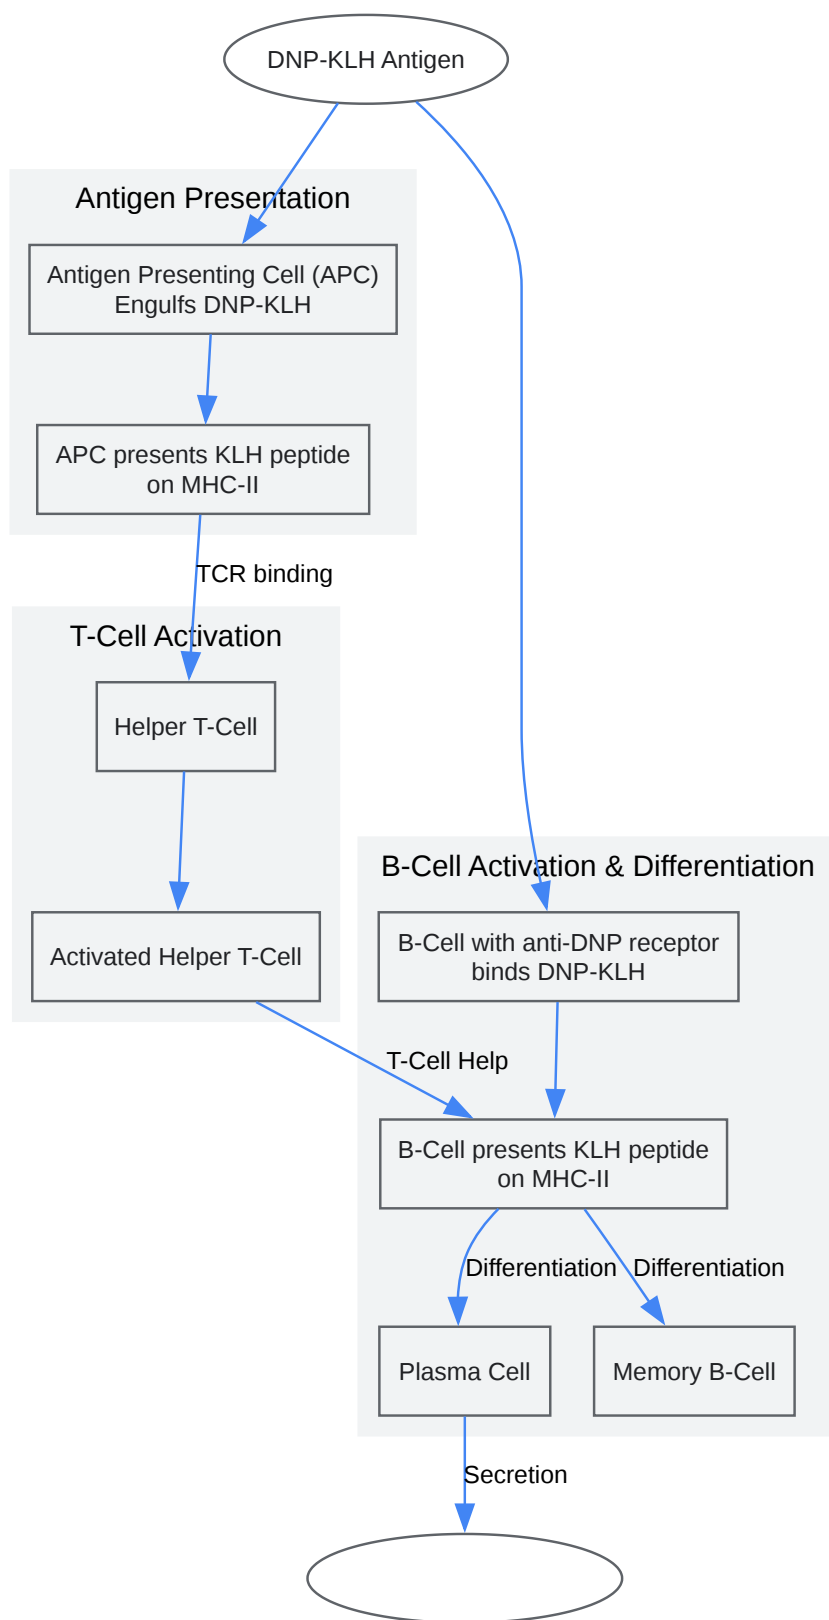 DNP-KLH Antigen
Antigen Presentation
Antigen Presenting Cell (APC)
Engulfs DNP-KLH
APC presents KLH peptide
on MHC-II
TCR binding
T-Cell Activation
Helper T-Cell
Activated Helper T-Cell
B-Cell Activation & Differentiation
B-Cell with anti-DNP receptor
binds DNP-KLH
T-Cell Help
B-Cell presents KLH peptide
on MHC-II
Differentiation
Differentiation
Plasma Cell
Memory B-Cell
Secretion